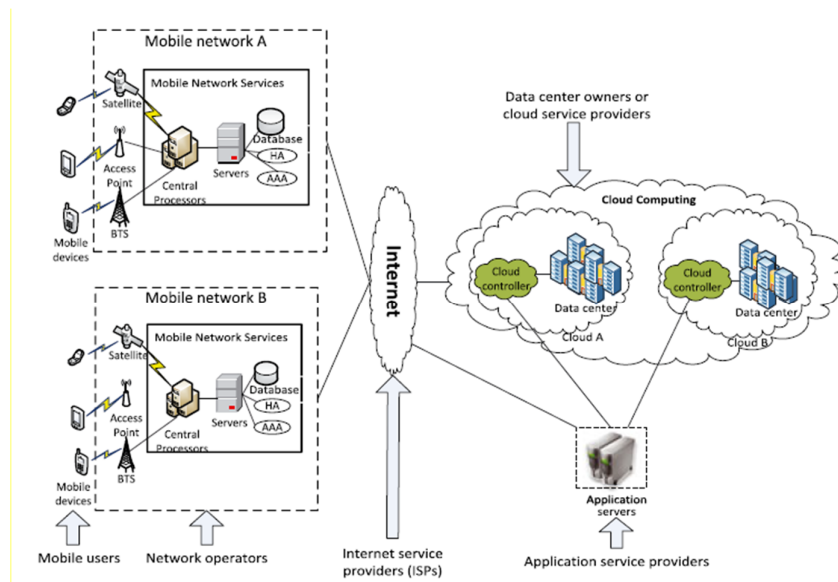 Mobile network A
Mobile Network Services
Satellite
Database
HA
AAA
Access
Point
Servers
Central
Processors
Mobile
devices
BTS
Mobile network B
Mobile Network Services
Satellite
Database
HA
AAA
Access
Point
Servers
Central
Processors
Mobile
devices
BTS
Mobile users
Network operators
Internet
Internet service
providers (ISPs)
Data center owners or
cloud service providers
Cloud Computing
Cloud
controller
Data center
Cloud A
Cloud
controller
Data center
Cloud B
Application
servers
Application service providers